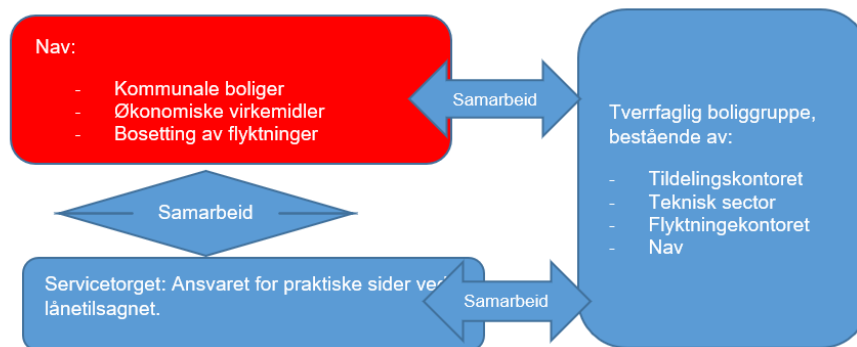 Nav:
- Kommunale boliger
- Økonomiske virkemidler
- Bosetting av flyktninger
Samarbeid
Tverrfaglig boliggruppe,
bestående av:
- Tildelingskontoret
- Teknisk sector
- Flyktningekontoret
- Nav
Samarbeid
Servicetorget: Ansvaret for praktiske sider ved
lånetilsagnet.
Samarbeid